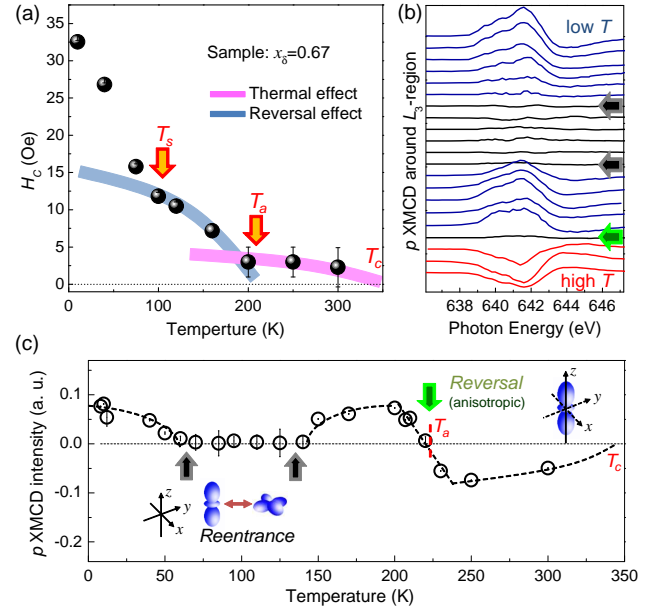 (a)
Sample: xδ=0.67
Thermal effect
Reversal effect
Ts
Ta
Tc
Hc (Oe)
35
30
25
20
15
10
5
0
0 100 200 300
Temperture (K)
(b)
low T
high T
p XMCD around L3-region
638 640 642 644 646
Photon Energy (eV)
(c)
Reversal
(anisotropic)
Ta
Tc
z
y
x
z
y
x
Reentrance
p XMCD intensity (a. u.)
0.1
0.0
-0.1
-0.2
0 50 100 150 200 250 300 350
Temperature (K)